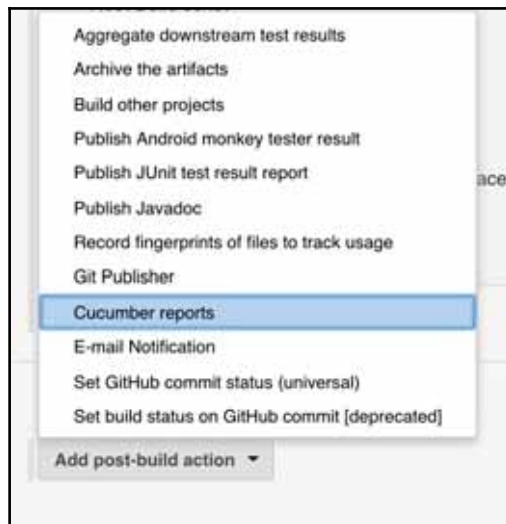 Aggregate downstream test results
Archive the artifacts
Build other projects
Publish Android monkey tester result
Publish JUnit test result report
Publish Javadoc
ace
Record fingerprints of files to track usage
Git Publisher
Cucumber reports
E-mail Notification
Set GitHub commit status (universal)
Set build status on GitHub commit [deprecated]
Add post-build action